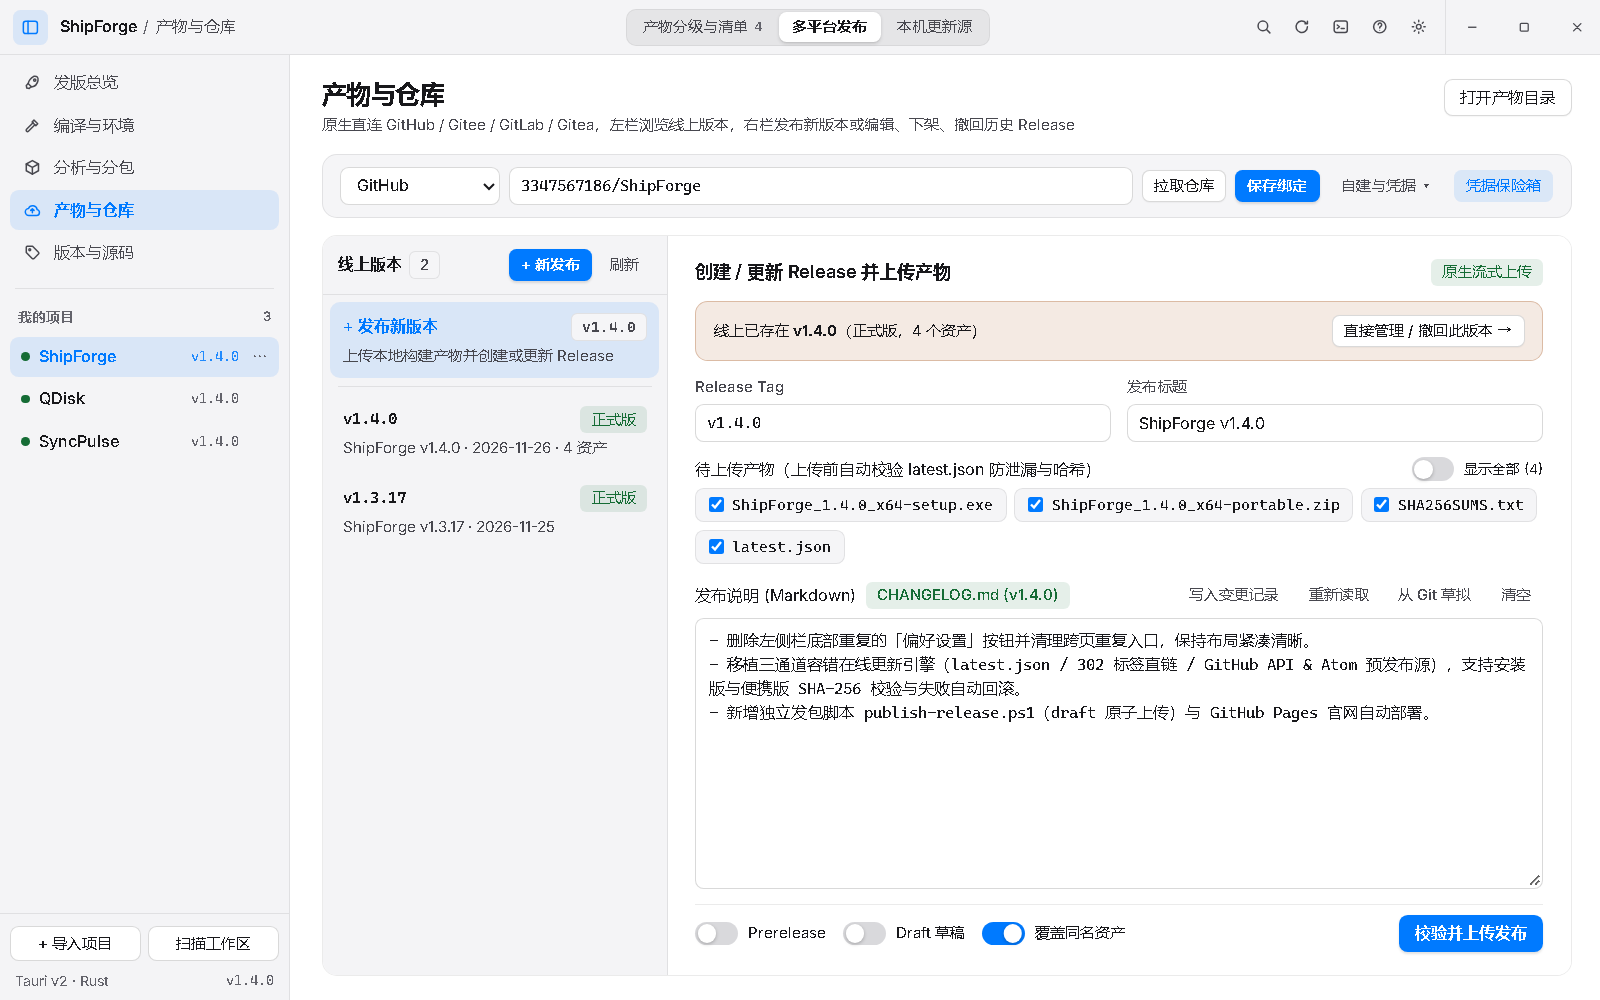 ShipForge / 产物与仓库
产物分级与清单 4
多平台发布
本机更新源
发版总览
编译与环境
分析与分包
产物与仓库
版本与源码
我的项目 3
ShipForge v1.4.0 ···
QDisk v1.4.0
SyncPulse v1.4.0
+ 导入项目
扫描工作区
Tauri v2 · Rust v1.4.0
产物与仓库
原生直连 GitHub / Gitee / GitLab / Gitea，左栏浏览线上版本，右栏发布新版本或编辑、下架、撤回历史 Release
打开产物目录
GitHub
3347567186/ShipForge
拉取仓库
保存绑定
自建与凭据 ▾
凭据保险箱
线上版本 2
+ 新发布
刷新
+ 发布新版本 v1.4.0
上传本地构建产物并创建或更新 Release
v1.4.0 正式版
ShipForge v1.4.0 · 2026-11-26 · 4 资产
v1.3.17 正式版
ShipForge v1.3.17 · 2026-11-25
创建 / 更新 Release 并上传产物
原生流式上传
线上已存在 v1.4.0（正式版，4 个资产）
直接管理 / 撤回此版本 →
Release Tag
发布标题
v1.4.0
ShipForge v1.4.0
待上传产物（上传前自动校验 latest.json 防泄漏与哈希）
显示全部 (4)
ShipForge_1.4.0_x64-setup.exe
ShipForge_1.4.0_x64-portable.zip
SHA256SUMS.txt
latest.json
发布说明 (Markdown)
CHANGELOG.md (v1.4.0)
写入变更记录
重新读取
从 Git 草拟
清空
- 删除左侧栏底部重复的「偏好设置」按钮并清理跨页重复入口，保持布局紧凑清晰。
- 移植三通道容错在线更新引擎（latest.json / 302 标签直链 / GitHub API & Atom 预发布源），支持安装
版与便携版 SHA-256 校验与失败自动回滚。
- 新增独立发包脚本 publish-release.ps1（draft 原子上传）与 GitHub Pages 官网自动部署。
Prerelease
Draft 草稿
覆盖同名资产
校验并上传发布